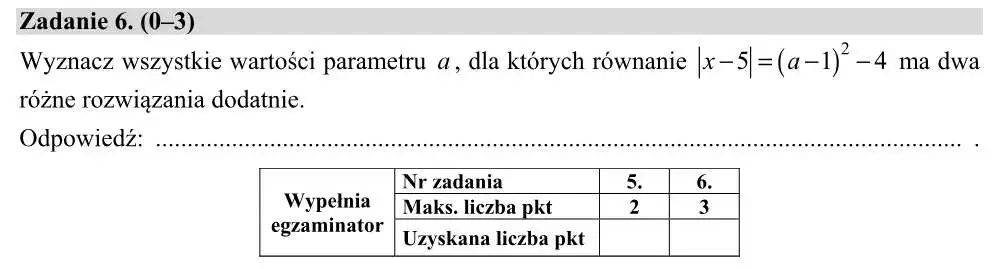 Zadanie 6. (0–3)
Wyznacz wszystkie wartości parametru a, dla których równanie |x−5|=(a−1)²−4 ma dwa
różne rozwiązania dodatnie.
Odpowiedź: ........................................................................................................................... .
Wypełnia egzaminator
Nr zadania 5. 6.
Maks. liczba pkt 2 3
Uzyskana liczba pkt